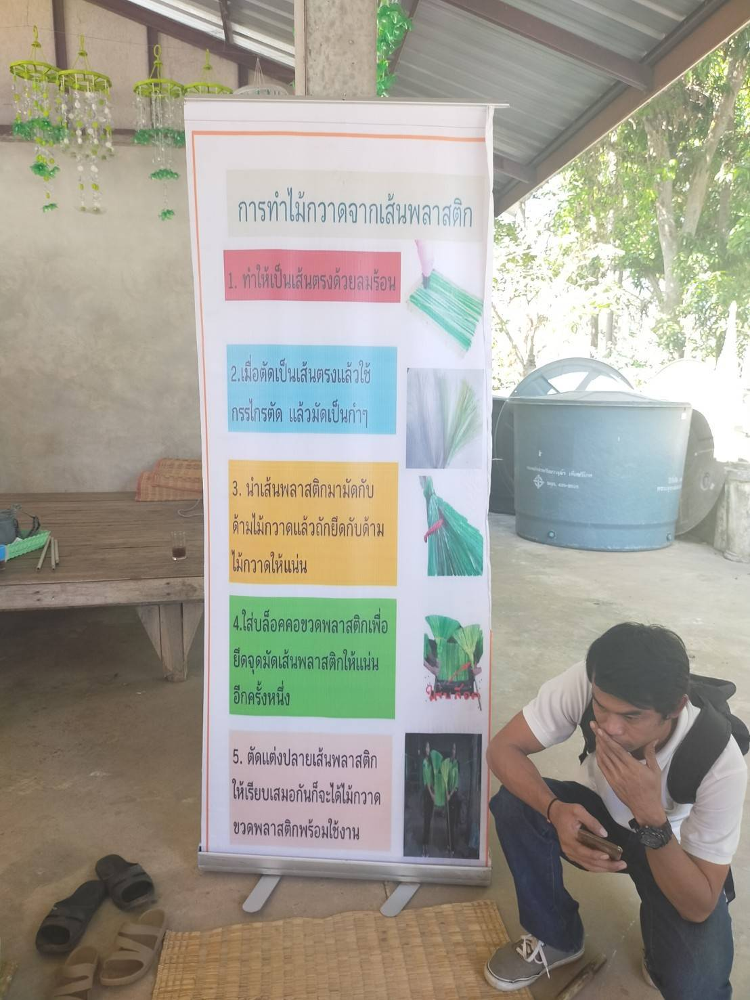 การทำไม้กวาดจากเส้นพลาสติก
1. ทำให้เป็นเส้นตรงด้วยลมร้อน
2.เมื่อตัดเป็นเส้นตรงแล้วใช้
กรรไกรตัด แล้วมัดเป็นกำๆ
3. นำเส้นพลาสติกมามัดกับ
ด้ามไม้กวาดแล้วถักยึดกับด้าม
ไม้กวาดให้แน่น
4.ใส่บล็อคคอขวดพลาสติกเพื่อ
ยึดจุดมัดเส้นพลาสติกให้แน่น
อีกครั้งหนึ่ง
ใส่บล็อค
5. ตัดแต่งปลายเส้นพลาสติก
ให้เรียบเสมอกันก็จะได้ไม้กวาด
ขวดพลาสติกพร้อมใช้งาน